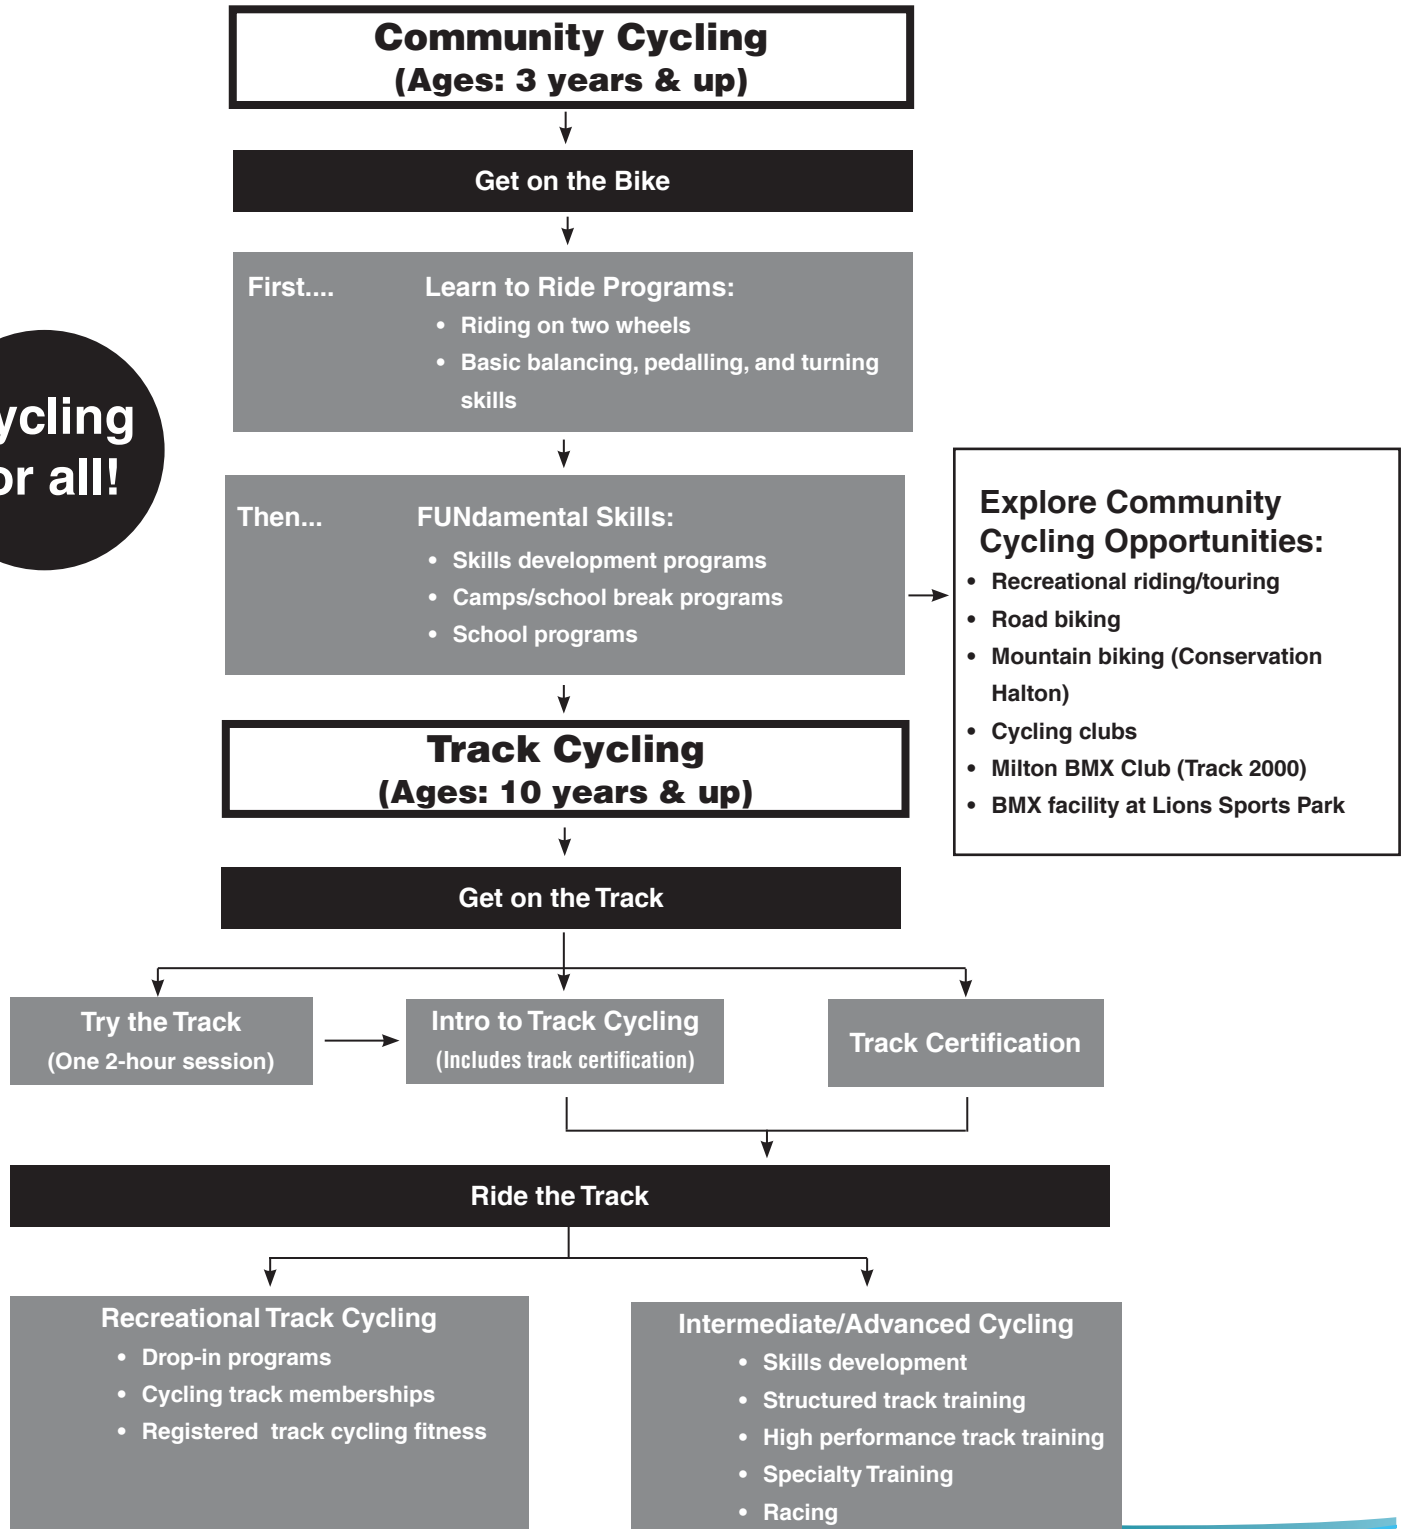 Community Cycling
(Ages: 3 years & up)
Get on the Bike
First....
Learn to Ride Programs:
• Riding on two wheels
• Basic balancing, pedalling, and turning
skills
ycling
or all!
Then...
FUNdamental Skills:
• Skills development programs
• Camps/school break programs
• School programs
Explore Community
Cycling Opportunities:
• Recreational riding/touring
• Road biking
• Mountain biking (Conservation
Halton)
• Cycling clubs
• Milton BMX Club (Track 2000)
• BMX facility at Lions Sports Park
Track Cycling
(Ages: 10 years & up)
Get on the Track
Try the Track
(One 2-hour session)
Intro to Track Cycling
(Includes track certification)
Track Certification
Ride the Track
Recreational Track Cycling
• Drop-in programs
• Cycling track memberships
• Registered track cycling fitness
Intermediate/Advanced Cycling
• Skills development
• Structured track training
• High performance track training
• Specialty Training
• Racing